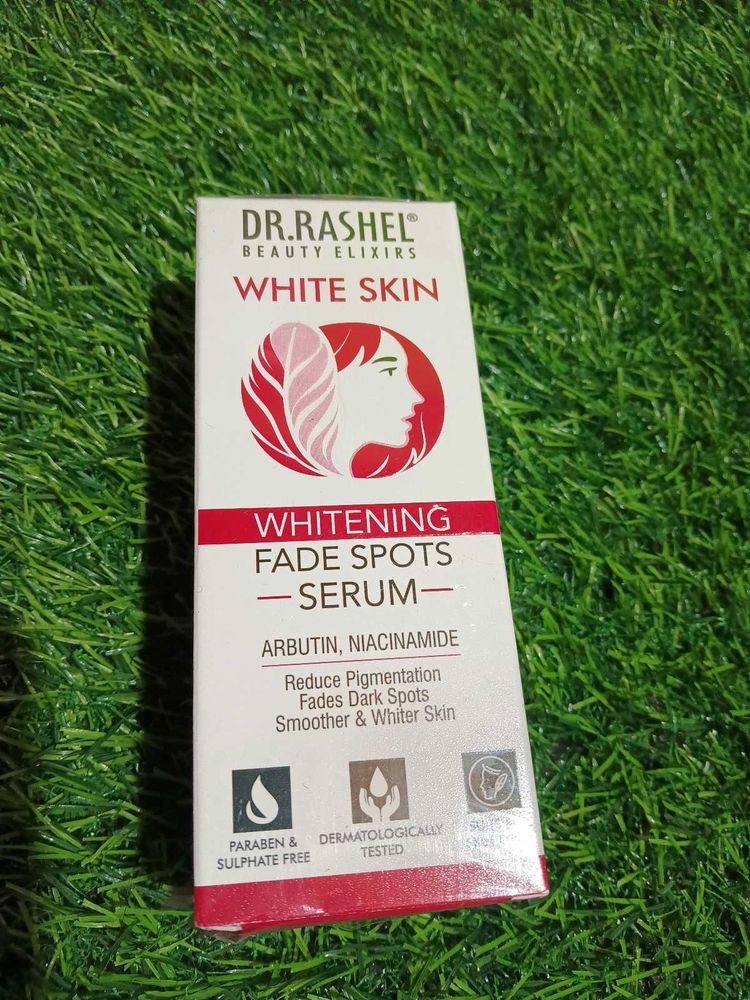 DR.RASHEL®
BEAUTY ELIXIRS
WHITE SKIN
WHITENING
FADE SPOTS
SERUM
ARBUTIN, NIACINAMIDE
Reduce Pigmentation
Fades Dark Spots
Smoother & Whiter Skin
PARABEN &
SULPHATE FREE
DERMATOLOGICALLY
TESTED